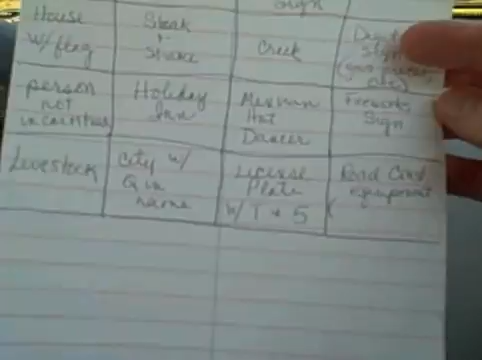 Sign
House
w/ flag
Steak
+
Shake
Creek
person
not
in car
Holiday
Inn
Mexican
Hat
Dancer
Fireworks
Sign
Livestock
City w/
Q in
name
License
Plate
w/ T + 5
Road Const
equipment